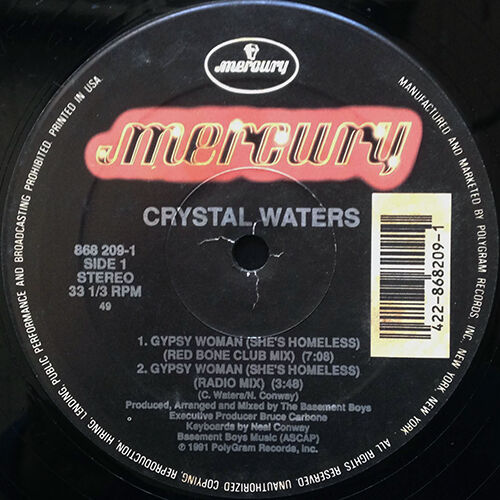 mercury
mercury
CRYSTAL WATERS
868 209-1
SIDE 1
STEREO
33 1/3 RPM
49
422-868209-1
1. GYPSY WOMAN (SHE'S HOMELESS)
(RED BONE CLUB MIX) (7:08)
2. GYPSY WOMAN (SHE'S HOMELESS)
(RADIO MIX) (3:48)
(C. Waters/N. Conway)
Produced, Arranged and Mixed by The Basement Boys
Executive Producer Bruce Carbone
Keyboards by Neal Conway
Basement Boys Music (ASCAP)
℗ 1991 PolyGram Records, Inc.
MANUFACTURED AND MARKETED BY POLYGRAM RECORDS INC. NEW YORK, NEW YORK. ALL RIGHTS RESERVED. UNAUTHORIZED COPYING, REPRODUCTION, HIRING, LENDING, PUBLIC PERFORMANCE AND BROADCASTING PROHIBITED. PRINTED IN USA.